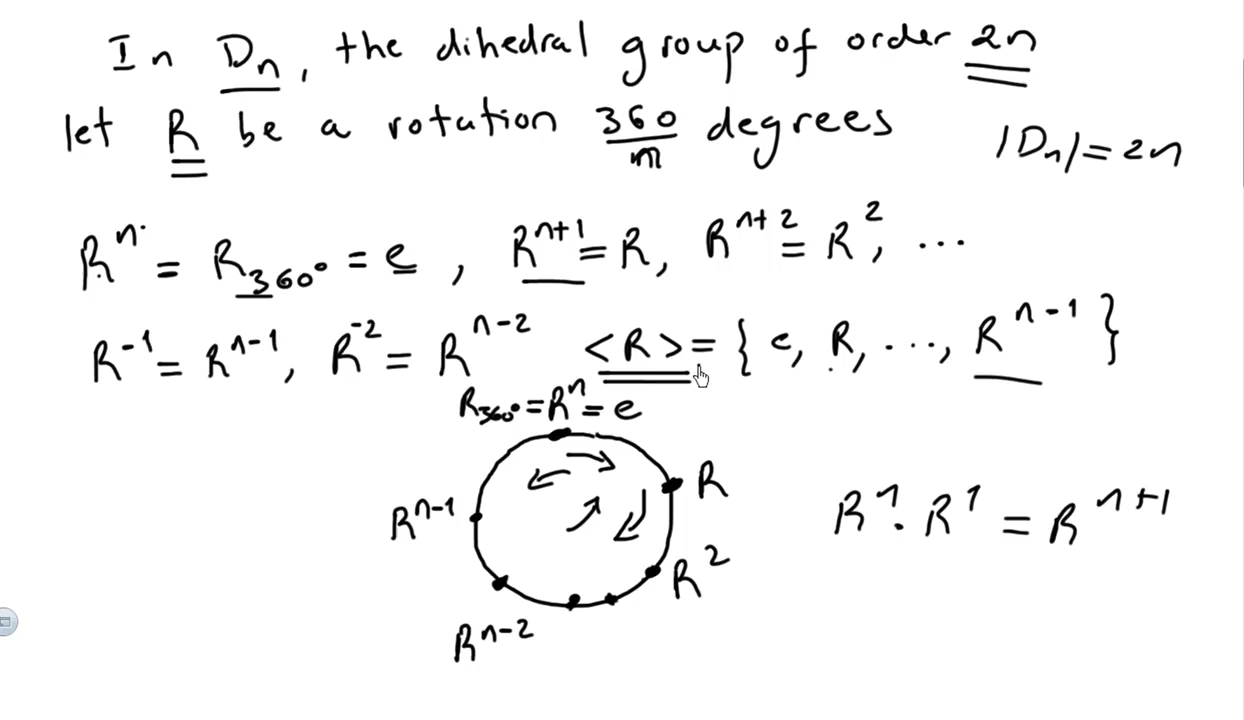 In Dn, the dihedral group of order 2n
let R be a rotation 360/m degrees
|Dn|=2n
R^n = R360° = e, R^n+1 = R, R^n+2 = R^2, ...
R^-1 = R^n-1, R^-2 = R^n-2 <R> = {e, R, ..., R^n-1}
R360° = R^n = e
R
R^n-1
R^n . R^1 = R^n+1
R^2
R^n-2